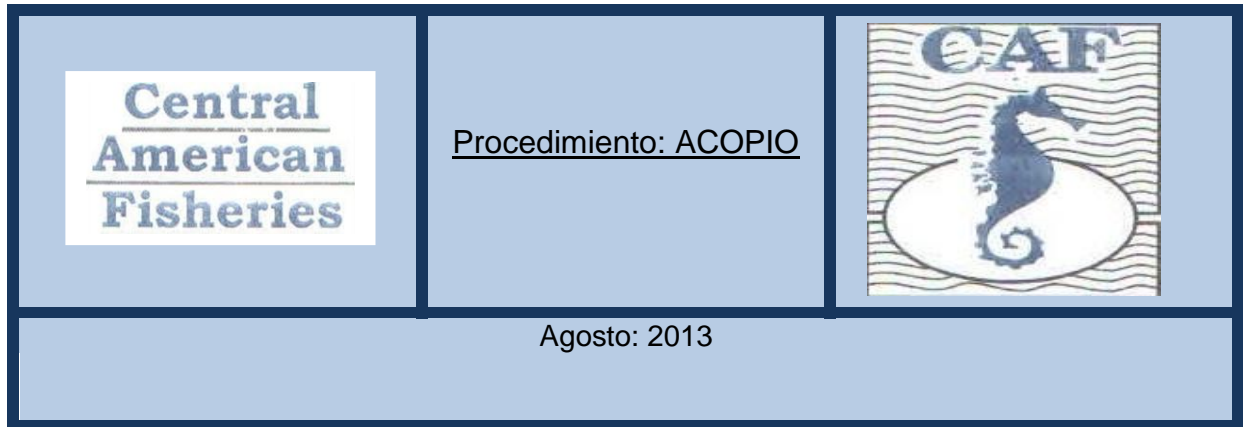 Central
American
Fisheries
Procedimiento: ACOPIO
CAF
Agosto: 2013